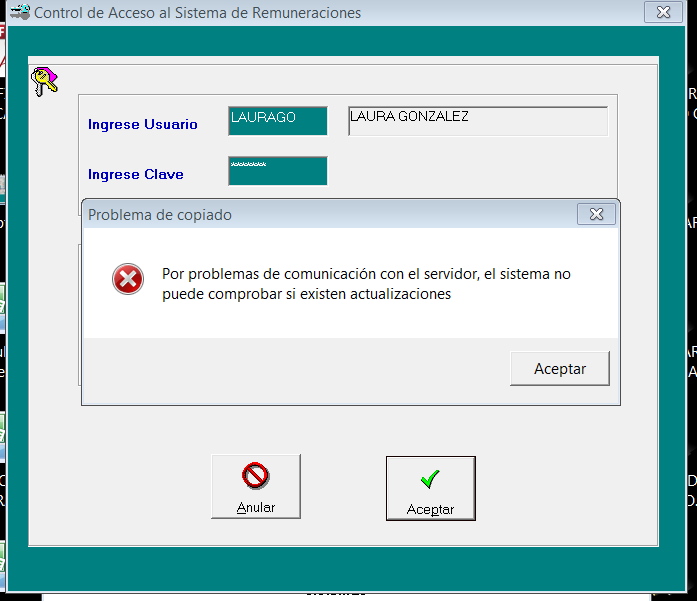 Control de Acceso al Sistema de Remuneraciones
Ingrese Usuario
LAURAGO
LAURA GONZALEZ
Ingrese Clave
*******
Problema de copiado
Por problemas de comunicación con el servidor, el sistema no
puede comprobar si existen actualizaciones
Aceptar
Anular
Aceptar